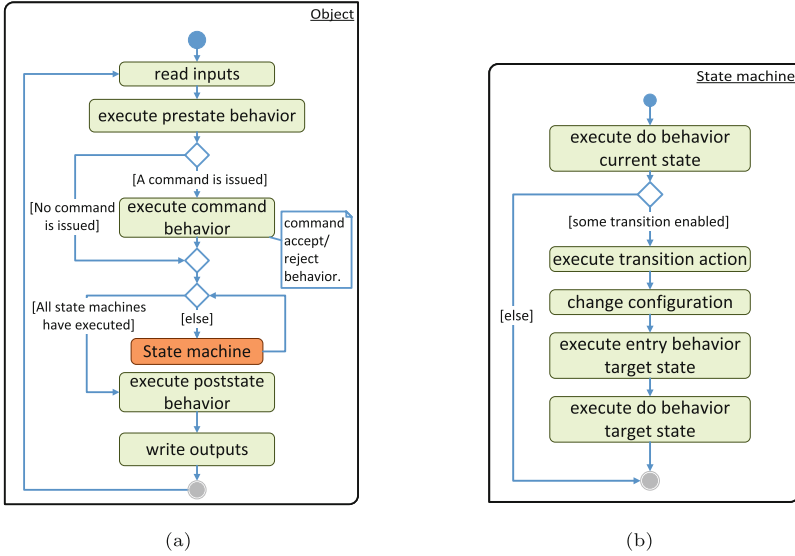 Object
read inputs
execute prestate behavior
[A command is issued]
[No command
is issued]
execute command
behavior
command
accept/
reject
behavior.
[All state machines
have executed]
[else]
State machine
execute poststate
behavior
write outputs
(a)
State machine
execute do behavior
current state
[some transition enabled]
execute transition action
change configuration
[else]
execute entry behavior
target state
execute do behavior
target state
(b)